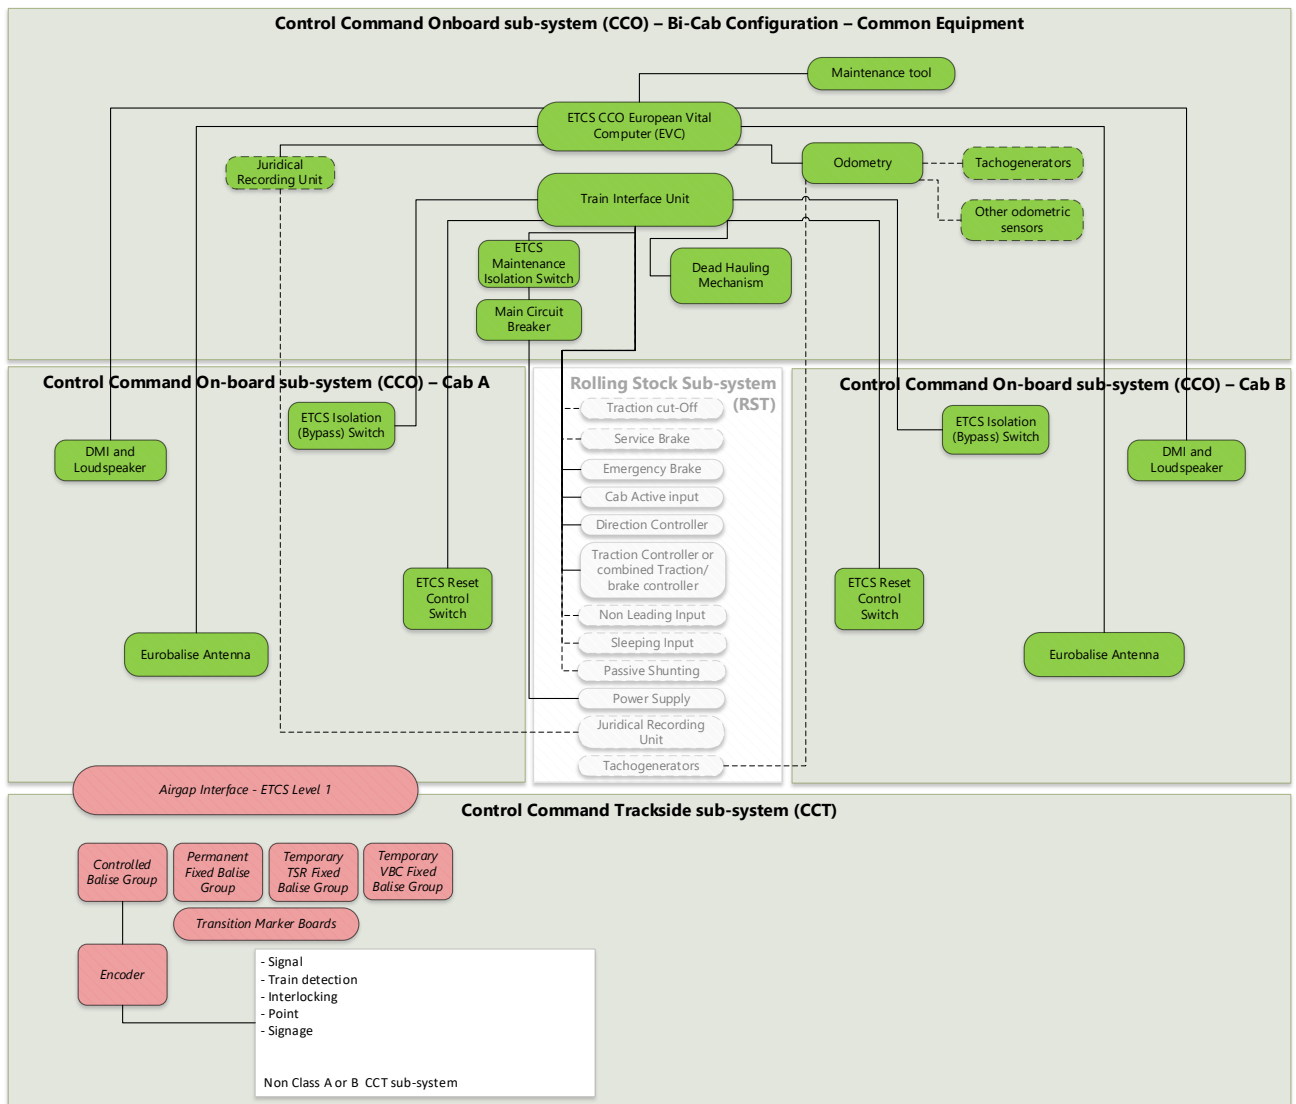 Control Command Onboard sub-system (CCO) – Bi-Cab Configuration – Common Equipment
Maintenance tool
ETCS CCO European Vital
Computer (EVC)
Juridical
Recording Unit
Odometry
Tachogenerators
Train Interface Unit
Other odometric
sensors
ETCS
Maintenance
Isolation Switch
Dead Hauling
Mechanism
Main Circuit
Breaker
Control Command On-board sub-system (CCO) – Cab A
ETCS Isolation
(Bypass) Switch
DMI and
Loudspeaker
ETCS Reset
Control
Switch
Eurobalise Antenna
Rolling Stock Sub-system
(RST)
Traction cut-Off
Service Brake
Emergency Brake
Cab Active input
Direction Controller
Traction Controller or
combined Traction/
brake controller
Non Leading Input
Sleeping Input
Passive Shunting
Power Supply
Juridical Recording
Unit
Tachogenerators
Control Command On-board sub-system (CCO) – Cab B
ETCS Isolation
(Bypass) Switch
DMI and
Loudspeaker
ETCS Reset
Control
Switch
Eurobalise Antenna
Airgap Interface - ETCS Level 1
Control Command Trackside sub-system (CCT)
Controlled
Balise Group
Permanent
Fixed Balise
Group
Temporary
TSR Fixed
Balise Group
Temporary
VBC Fixed
Balise Group
Transition Marker Boards
Encoder
- Signal
- Train detection
- Interlocking
- Point
- Signage
Non Class A or B CCT sub-system